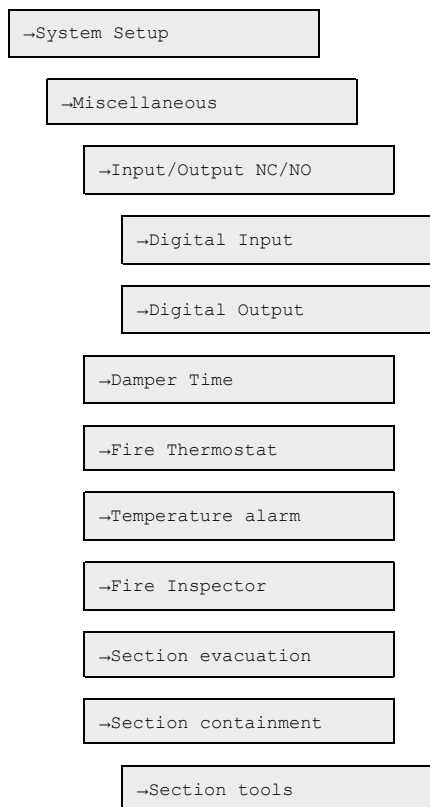 →System Setup
→Miscellaneous
→Input/Output NC/NO
→Digital Input
→Digital Output
→Damper Time
→Fire Thermostat
→Temperature alarm
→Fire Inspector
→Section evacuation
→Section containment
→Section tools